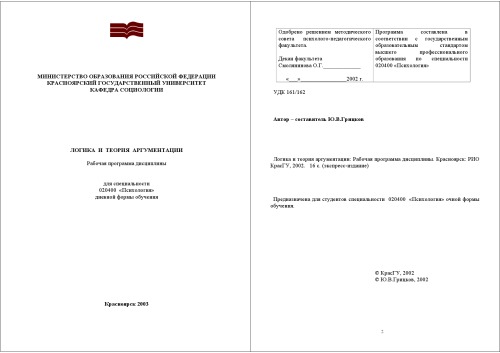 МИНИСТЕРСТВО ОБРАЗОВАНИЯ РОССИЙСКОЙ ФЕДЕРАЦИИ
КРАСНОЯРСКИЙ ГОСУДАРСТВЕННЫЙ УНИВЕРСИТЕТ
КАФЕДРА СОЦИОЛОГИИ
ЛОГИКА И ТЕОРИЯ АРГУМЕНТАЦИИ
Рабочая программа дисциплины
для специальности
020400 «Психология»
дневной формы обучения
Красноярск 2003
Одобрено решением методического
совета психолого-педагогического
факультета.
Декан факультета
Смолянинова О.Г.______________
«___»_________________2002 г.
Программа составлена в
соответствии с государственным
образовательным стандартом
высшего профессионального
образования по специальности
020400 «Психология»
УДК 161/162
Автор – составитель Ю.В.Грицков
Логика и теория аргументации: Рабочая программа дисциплины. Красноярск: РИО
КрасГУ, 2002. 16 с. (экспресс-издание)
Предназначена для студентов специальности 020400 «Психология» очной формы
обучения.
© КрасГУ, 2002
© Ю.В.Грицков, 2002
2